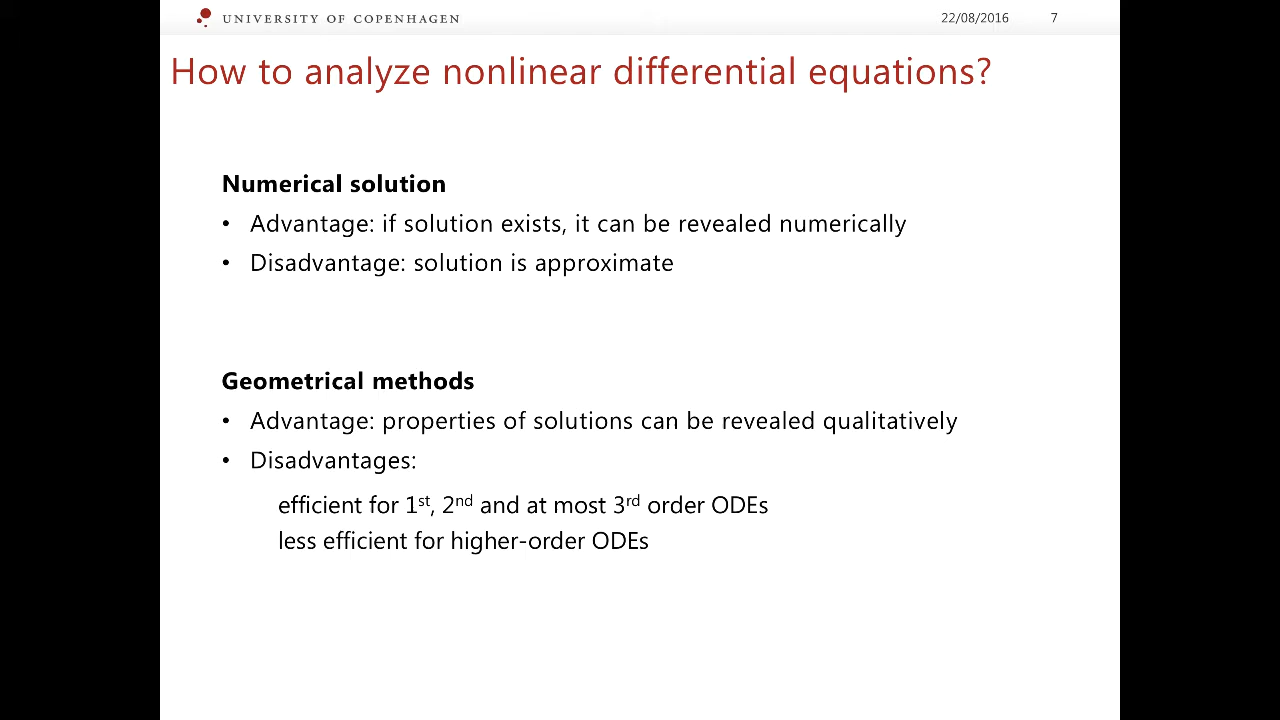 UNIVERSITY OF COPENHAGEN
22/08/2016 7
How to analyze nonlinear differential equations?
Numerical solution
• Advantage: if solution exists, it can be revealed numerically
• Disadvantage: solution is approximate
Geometrical methods
• Advantage: properties of solutions can be revealed qualitatively
• Disadvantages:
efficient for 1st, 2nd and at most 3rd order ODEs
less efficient for higher-order ODEs